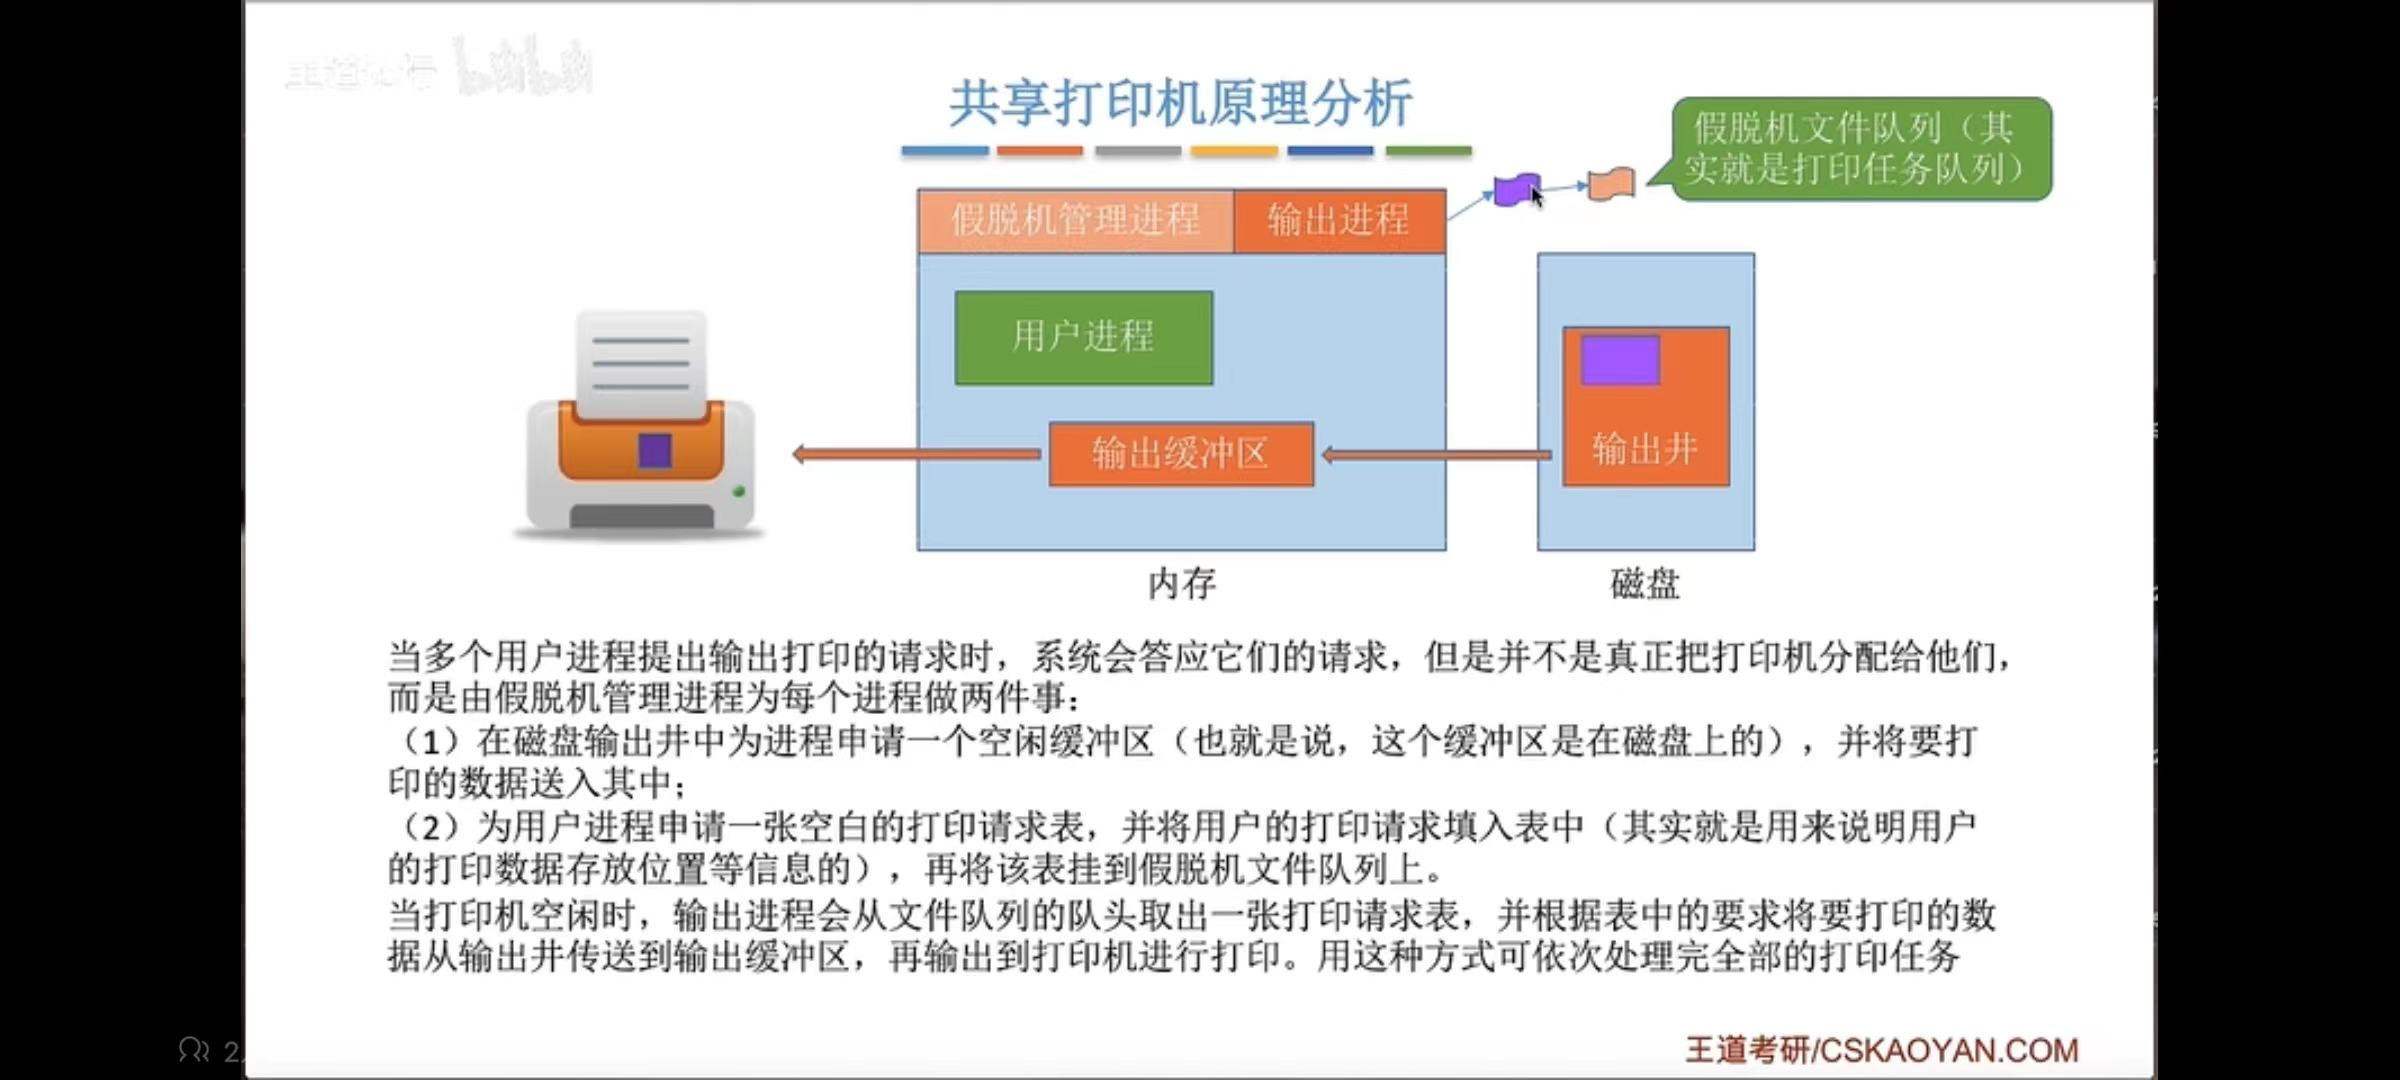 王道论坛 bilibili
共享打印机原理分析
假脱机文件队列（其
实就是打印任务队列）
假脱机管理进程
输出进程
用户进程
输出缓冲区
输出井
内存
磁盘
当多个用户进程提出输出打印的请求时，系统会答应它们的请求，但是并不是真正把打印机分配给他们，
而是由假脱机管理进程为每个进程做两件事：
（1）在磁盘输出井中为进程申请一个空闲缓冲区（也就是说，这个缓冲区是在磁盘上的），并将要打
印的数据送入其中；
（2）为用户进程申请一张空白的打印请求表，并将用户的打印请求填入表中（其实就是用来说明用户
的打印数据存放位置等信息的），再将该表挂到假脱机文件队列上。
当打印机空闲时，输出进程会从文件队列的队头取出一张打印请求表，并根据表中的要求将要打印的数
据从输出井传送到输出缓冲区，再输出到打印机进行打印。用这种方式可依次处理完全部的打印任务
王道考研/CSKAOYAN.COM